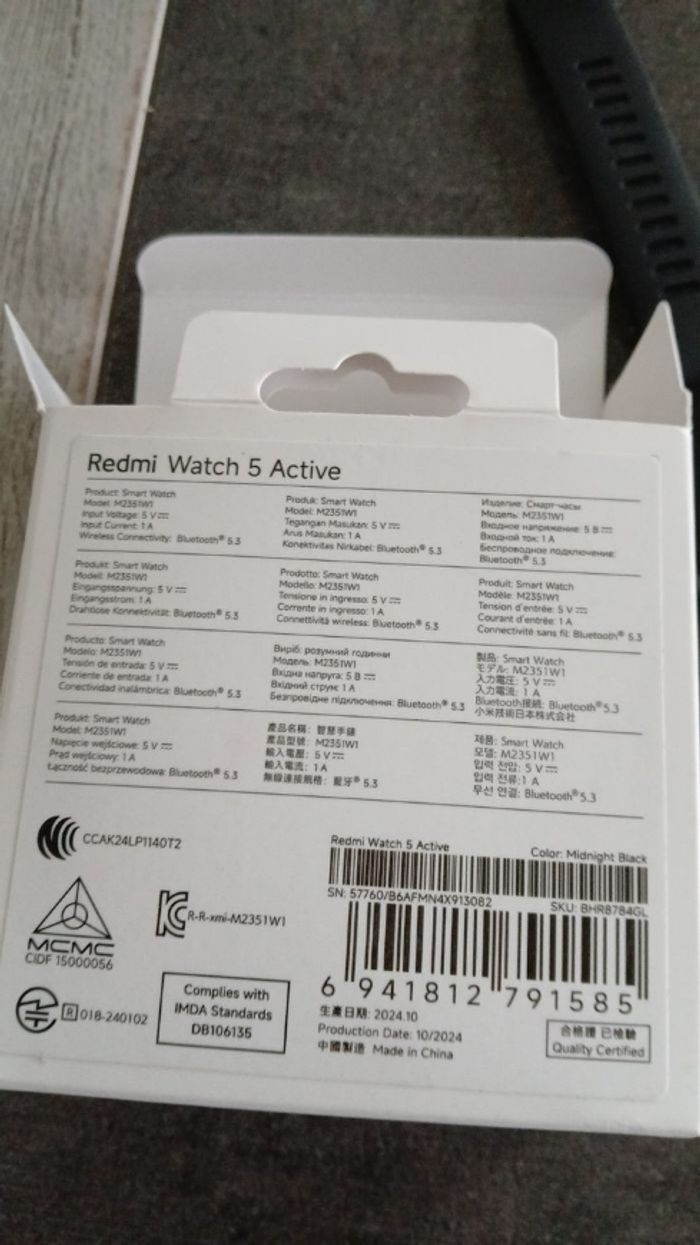 Redmi Watch 5 Active
Product: Smart Watch
Model: M2351W1
Input Voltage: 5 V⎓
Input Current: 1 A
Wireless Connectivity: Bluetooth® 5.3
Produk: Smart Watch
Model: M2351W1
Tegangan Masukan: 5 V⎓
Arus Masukan: 1 A
Konektivitas Nirkabel: Bluetooth® 5.3
Изделие: Смарт-часы
Модель: M2351W1
Входное напряжение: 5 В⎓
Входной ток: 1 А
Беспроводное подключение:
Bluetooth® 5.3
Produkt: Smart Watch
Modell: M2351W1
Eingangsspannung: 5 V⎓
Eingangsstrom: 1 A
Drahtlose Konnektivität: Bluetooth® 5.3
Prodotto: Smart Watch
Modello: M2351W1
Tensione in ingresso: 5 V⎓
Corrente in ingresso: 1 A
Connettività wireless: Bluetooth® 5.3
Produit: Smart Watch
Modèle: M2351W1
Tension d'entrée: 5 V⎓
Courant d'entrée: 1 A
Connectivité sans fil: Bluetooth® 5.3
Producto: Smart Watch
Modelo: M2351W1
Tensión de entrada: 5 V⎓
Corriente de entrada: 1 A
Conectividad inalámbrica: Bluetooth® 5.3
Виріб: розумний годинник
Модель: M2351W1
Вхідна напруга: 5 В⎓
Вхідний струм: 1 А
Безпровідне підключення: Bluetooth® 5.3
製品: Smart Watch
モデル: M2351W1
入力電圧: 5 V⎓
入力電流: 1 A
Bluetooth接続: Bluetooth®5.3
小米技術日本株式会社
Produkt: Smart Watch
Model: M2351W1
Napięcie wejściowe: 5 V⎓
Prąd wejściowy: 1 A
Łączność bezprzewodowa: Bluetooth® 5.3
產品名稱: 智慧手錶
產品型號: M2351W1
輸入電壓: 5 V⎓
輸入電流: 1 A
無線連接規格: 藍牙® 5.3
제품: Smart Watch
모델: M2351W1
입력 전압: 5 V⎓
입력 전류:1 A
무선 연결: Bluetooth®5.3
CCAK24LP1140T2
MCMC
CIDF 15000056
R-R-xmi-M2351W1
R 018-240102
Complies with
IMDA Standards
DB106135
Redmi Watch 5 Active
Color: Midnight Black
SN: 57760/B6AFMN4X913082
SKU: BHR8784GL
6 941812 791585
生產日期: 2024.10
Production Date: 10/2024
中國製造 Made in China
合格證 已檢驗
Quality Certified